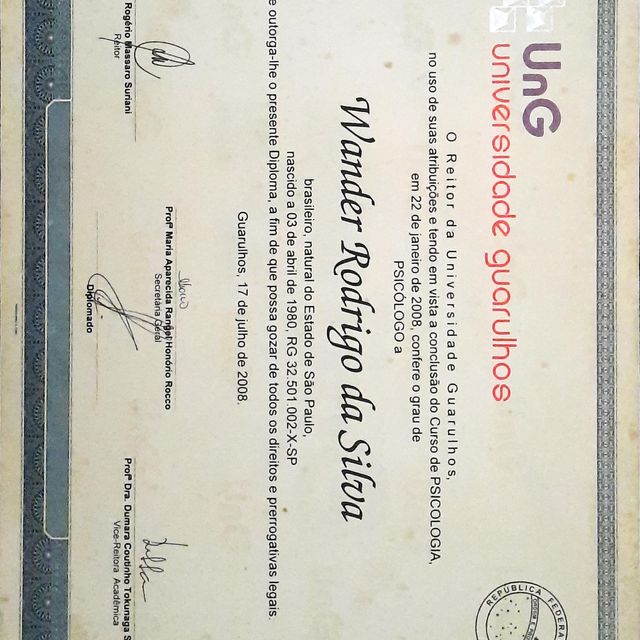 UnG
universidade guarulhos
REPUBLICA FEDER
O Reitor da Universidade Guarulhos,
no uso de suas atribuições e tendo em vista a conclusão do Curso de PSICOLOGIA,
em 22 de janeiro de 2008, confere o grau de
PSICÓLOGO a
Wander Rodrigo da Silva
brasileiro, natural do Estado de São Paulo,
nascido a 03 de abril de 1980, RG 32.501.002-X-SP
e outorga-lhe o presente Diploma, a fim de que possa gozar de todos os direitos e prerrogativas legais.
Guarulhos, 17 de julho de 2008.
Rogério Massaro Suriani
Reitor
Profª Maria Aparecida Rangel Honório Rocco
Secretária Geral
Diplomado
Profª Dra. Dumara Coutinho Tokunaga S
Vice-Reitora Acadêmica